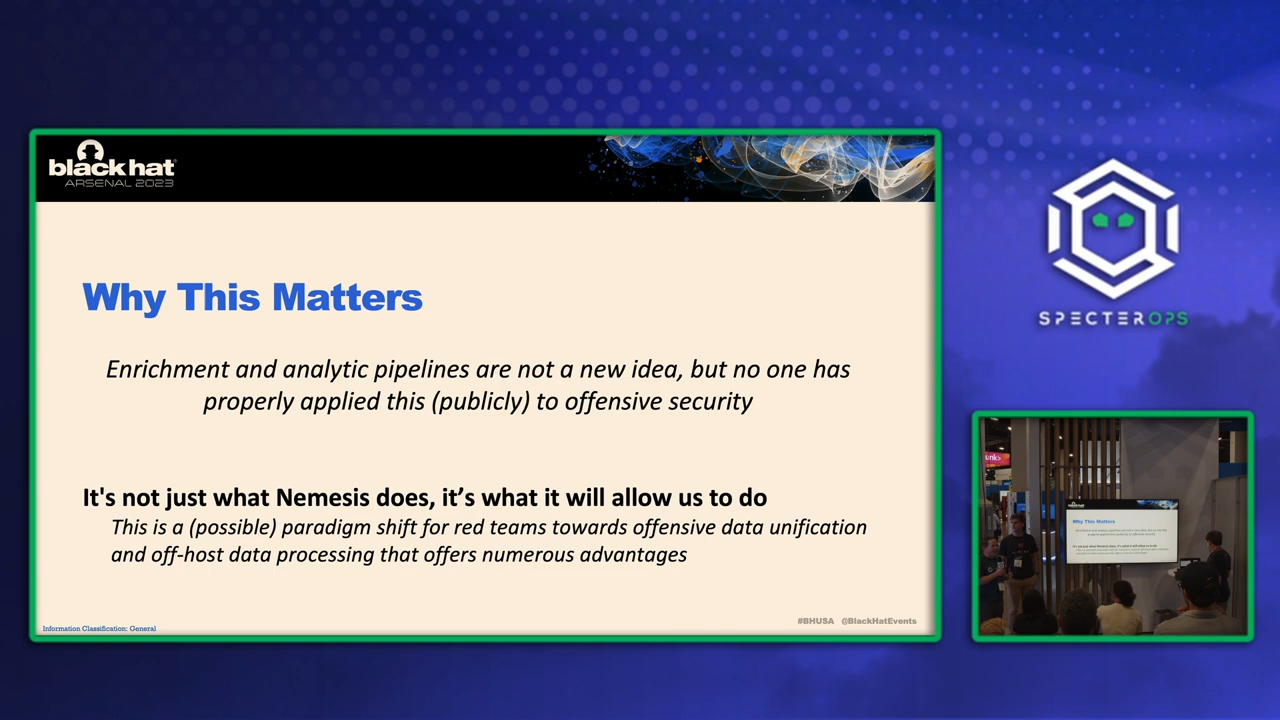 black hat
ARSENAL 2023
Why This Matters
Enrichment and analytic pipelines are not a new idea, but no one has
properly applied this (publicly) to offensive security
It's not just what Nemesis does, it’s what it will allow us to do
This is a (possible) paradigm shift for red teams towards offensive data unification
and off-host data processing that offers numerous advantages
Information Classification: General
#BHUSA @BlackHatEvents
SPECTEROPS
Why This Matters